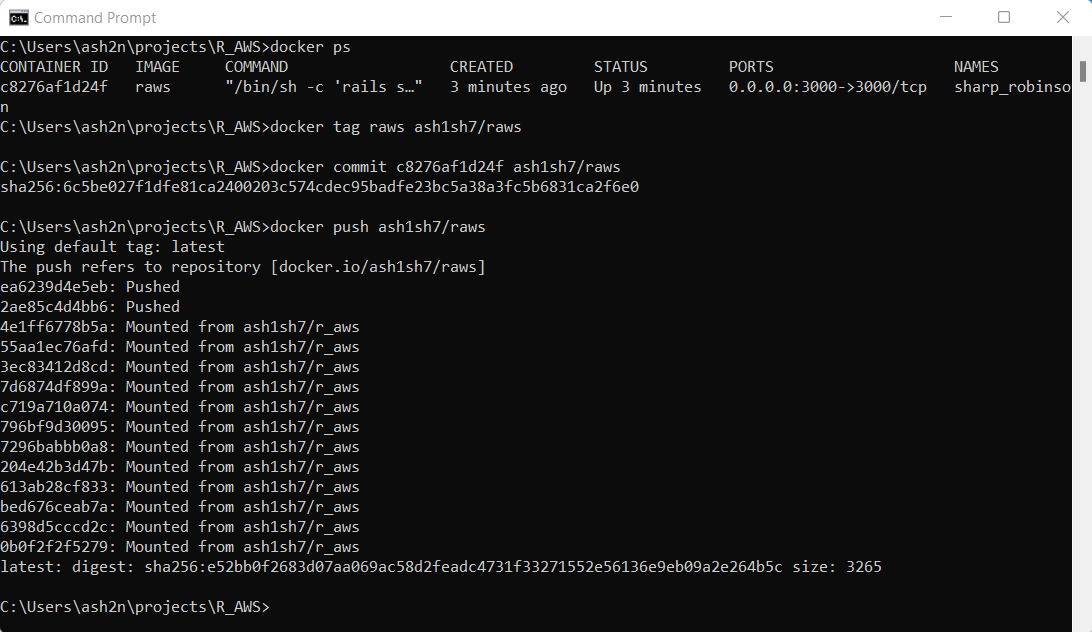 Command Prompt
C:\Users\ash2n\projects\R_AWS>docker ps
CONTAINER ID   IMAGE     COMMAND                  CREATED         STATUS         PORTS                    NAMES
c8276af1d24f   raws      "/bin/sh -c 'rails s…"   3 minutes ago   Up 3 minutes   0.0.0.0:3000->3000/tcp   sharp_robinso
n
C:\Users\ash2n\projects\R_AWS>docker tag raws ash1sh7/raws
C:\Users\ash2n\projects\R_AWS>docker commit c8276af1d24f ash1sh7/raws
sha256:6c5be027f1dfe81ca2400203c574cdec95badfe23bc5a38a3fc5b6831ca2f6e0
C:\Users\ash2n\projects\R_AWS>docker push ash1sh7/raws
Using default tag: latest
The push refers to repository [docker.io/ash1sh7/raws]
ea6239d4e5eb: Pushed
2ae85c4d4bb6: Pushed
4e1ff6778b5a: Mounted from ash1sh7/r_aws
55aa1ec76afd: Mounted from ash1sh7/r_aws
3ec83412d8cd: Mounted from ash1sh7/r_aws
7d6874df899a: Mounted from ash1sh7/r_aws
c719a710a074: Mounted from ash1sh7/r_aws
796bf9d30095: Mounted from ash1sh7/r_aws
7296babbb0a8: Mounted from ash1sh7/r_aws
204e42b3d47b: Mounted from ash1sh7/r_aws
613ab28cf833: Mounted from ash1sh7/r_aws
bed676ceab7a: Mounted from ash1sh7/r_aws
6398d5cccd2c: Mounted from ash1sh7/r_aws
0b0f2f2f5279: Mounted from ash1sh7/r_aws
latest: digest: sha256:e52bb0f2683d07aa069ac58d2feadc4731f33271552e56136e9eb09a2e264b5c size: 3265
C:\Users\ash2n\projects\R_AWS>